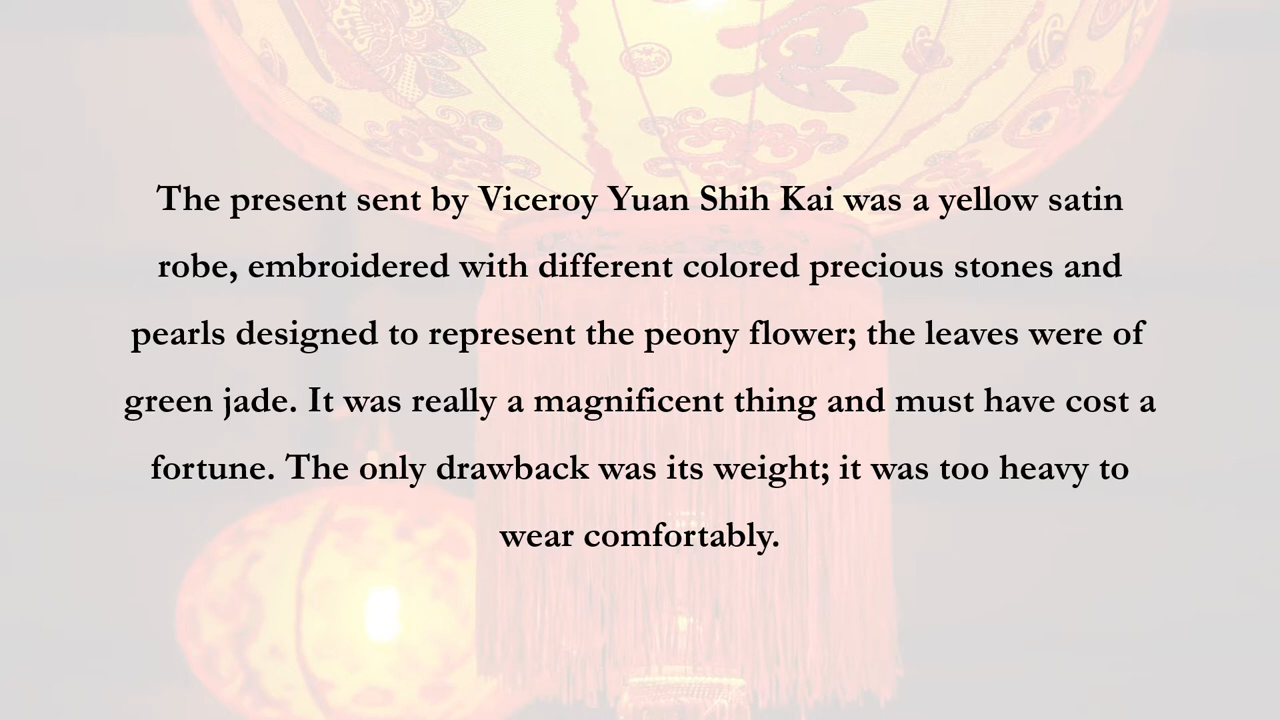 The present sent by Viceroy Yuan Shih Kai was a yellow satin
robe, embroidered with different colored precious stones and
pearls designed to represent the peony flower; the leaves were of
green jade. It was really a magnificent thing and must have cost a
fortune. The only drawback was its weight; it was too heavy to
wear comfortably.